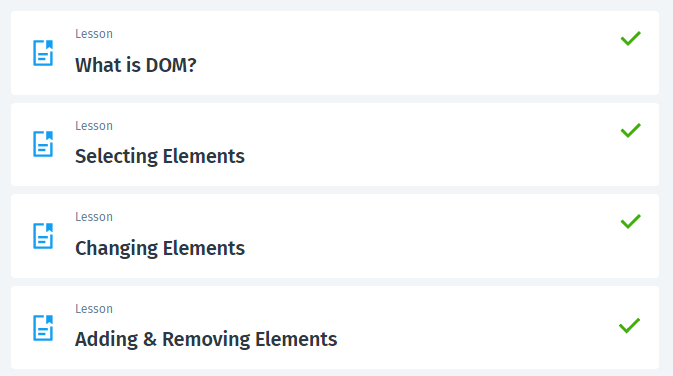 Lesson
What is DOM?
Lesson
Selecting Elements
Lesson
Changing Elements
Lesson
Adding & Removing Elements